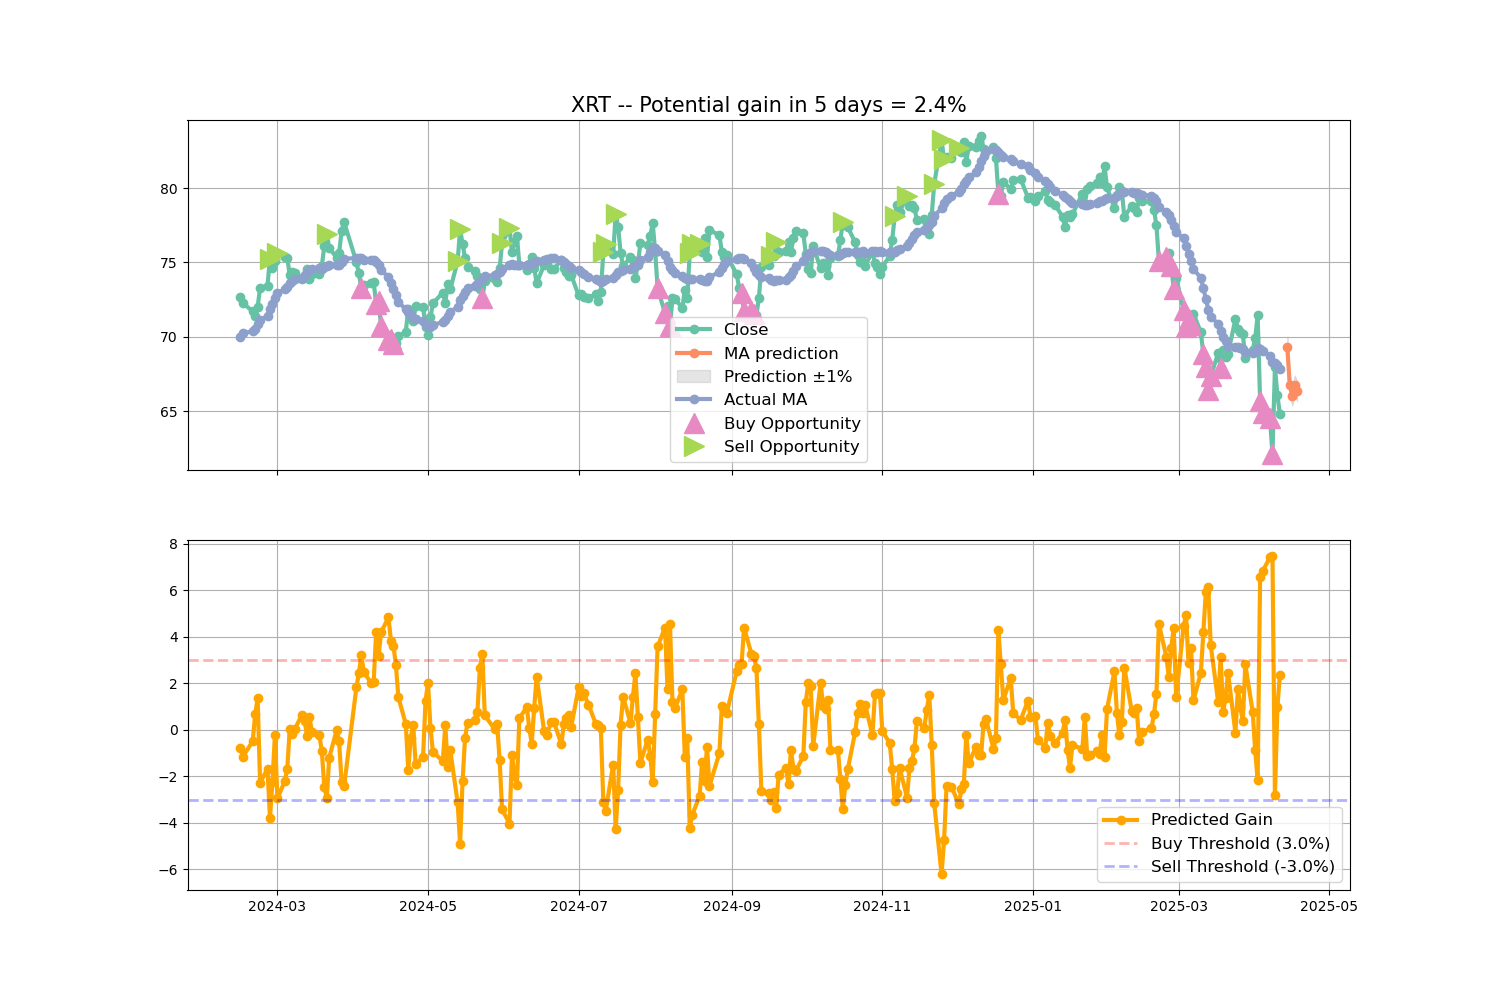 XRT -- Potential gain in 5 days = 2.4%
80
75
70
65
Close
MA prediction
Prediction ±1%
Actual MA
Buy Opportunity
Sell Opportunity
8
6
4
2
0
−2
−4
−6
Predicted Gain
Buy Threshold (3.0%)
Sell Threshold (-3.0%)
2024-03
2024-05
2024-07
2024-09
2024-11
2025-01
2025-03
2025-05